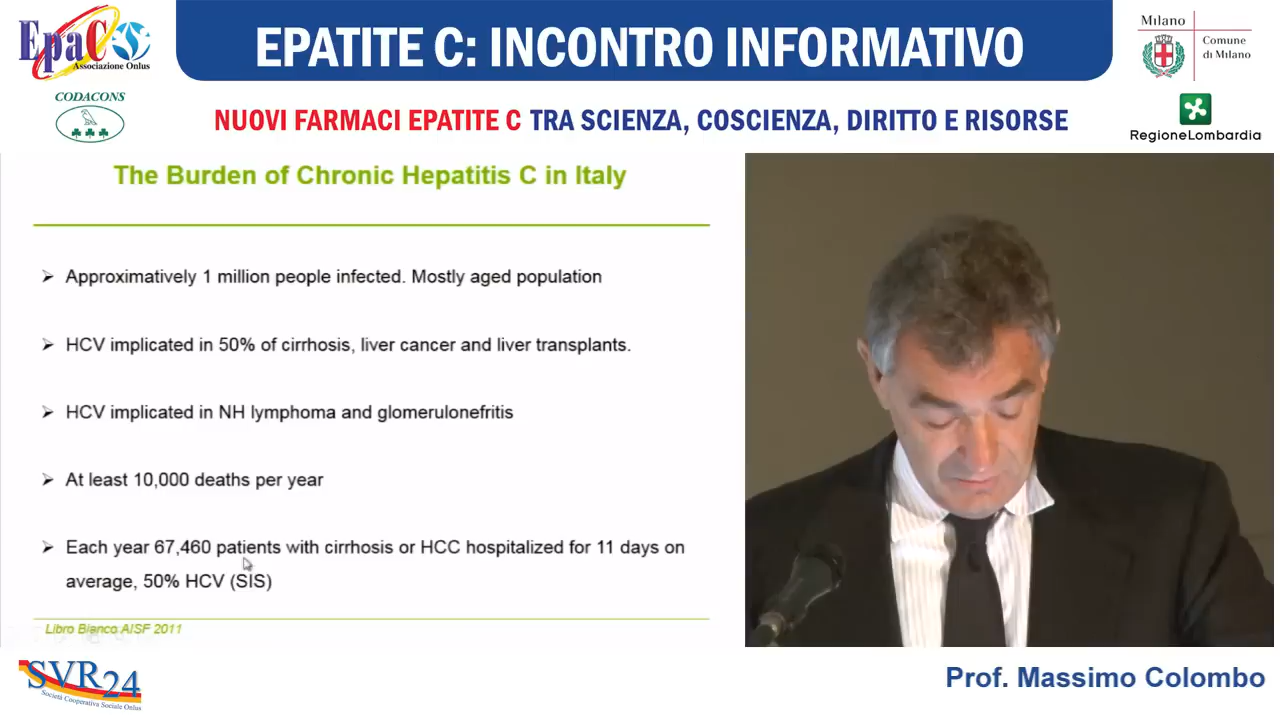 EpaC
Associazione Onlus
CODACONS
EPATITE C: INCONTRO INFORMATIVO
NUOVI FARMACI EPATITE C TRA SCIENZA, COSCIENZA, DIRITTO E RISORSE
Milano
Comune
di Milano
RegioneLombardia
The Burden of Chronic Hepatitis C in Italy
Approximatively 1 million people infected. Mostly aged population
HCV implicated in 50% of cirrhosis, liver cancer and liver transplants.
HCV implicated in NH lymphoma and glomerulonefritis
At least 10,000 deaths per year
Each year 67,460 patients with cirrhosis or HCC hospitalized for 11 days on
average, 50% HCV (SIS)
Libro Bianco AISF 2011
SVR24
Società Cooperativa Sociale Onlus
Prof. Massimo Colombo